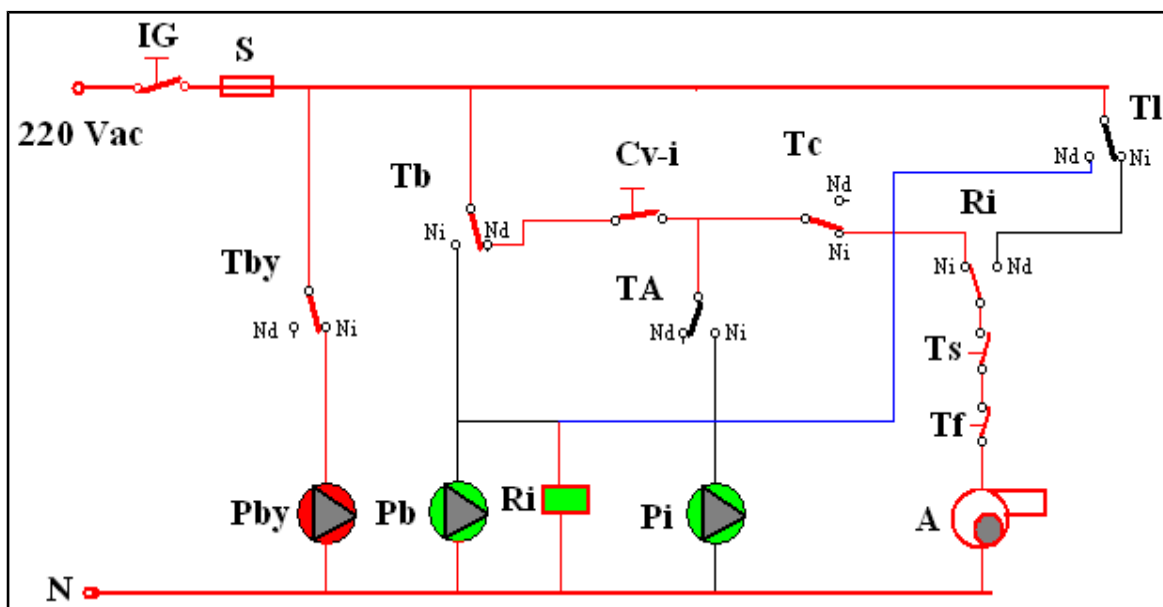 IG
S
220 Vac
Tl
Nd
Ni
Cv-i
Tc
Nd
Tb
Ni
Nd
Ni
Ri
Ni
Nd
Tby
Nd
Ni
TA
Nd
Ni
Ts
Tf
Pby
Pb
Ri
Pi
A
N